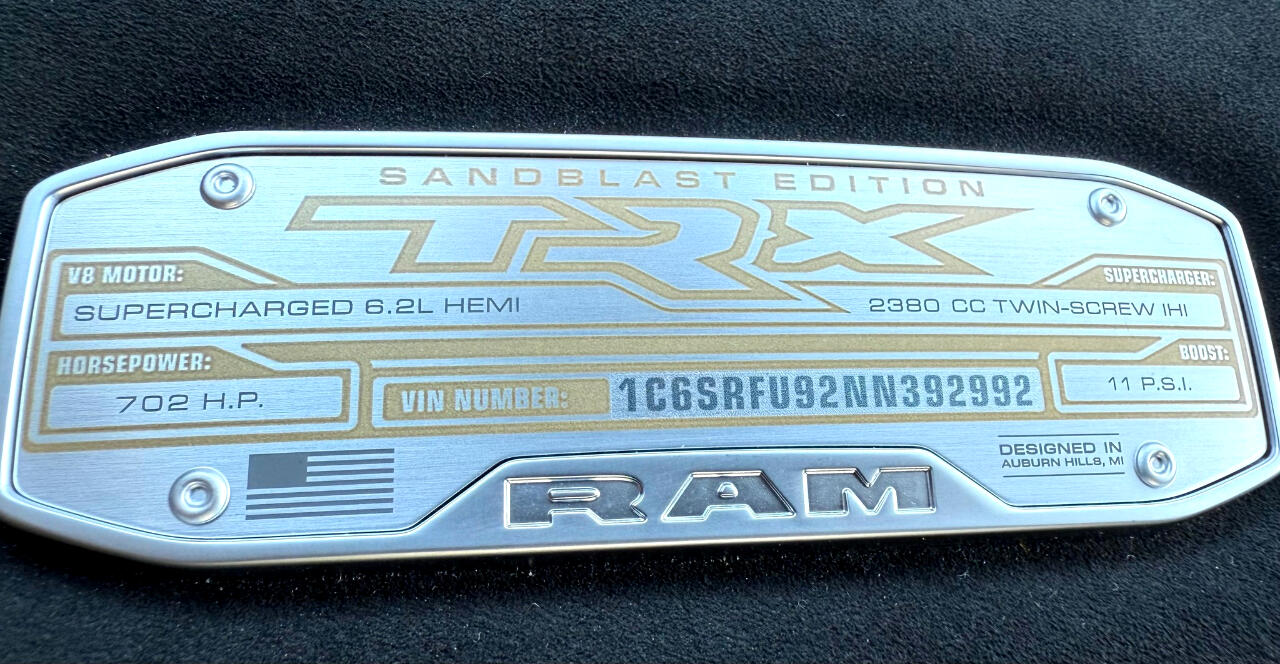 SANDBLAST EDITION
TRX
V8 MOTOR:
SUPERCHARGED 6.2L HEMI
SUPERCHARGER:
2380 CC TWIN-SCREW IHI
HORSEPOWER:
702 H.P.
VIN NUMBER: 1C6SRFU92NN392992
BOOST:
11 P.S.I.
RAM
DESIGNED IN
AUBURN HILLS, MI